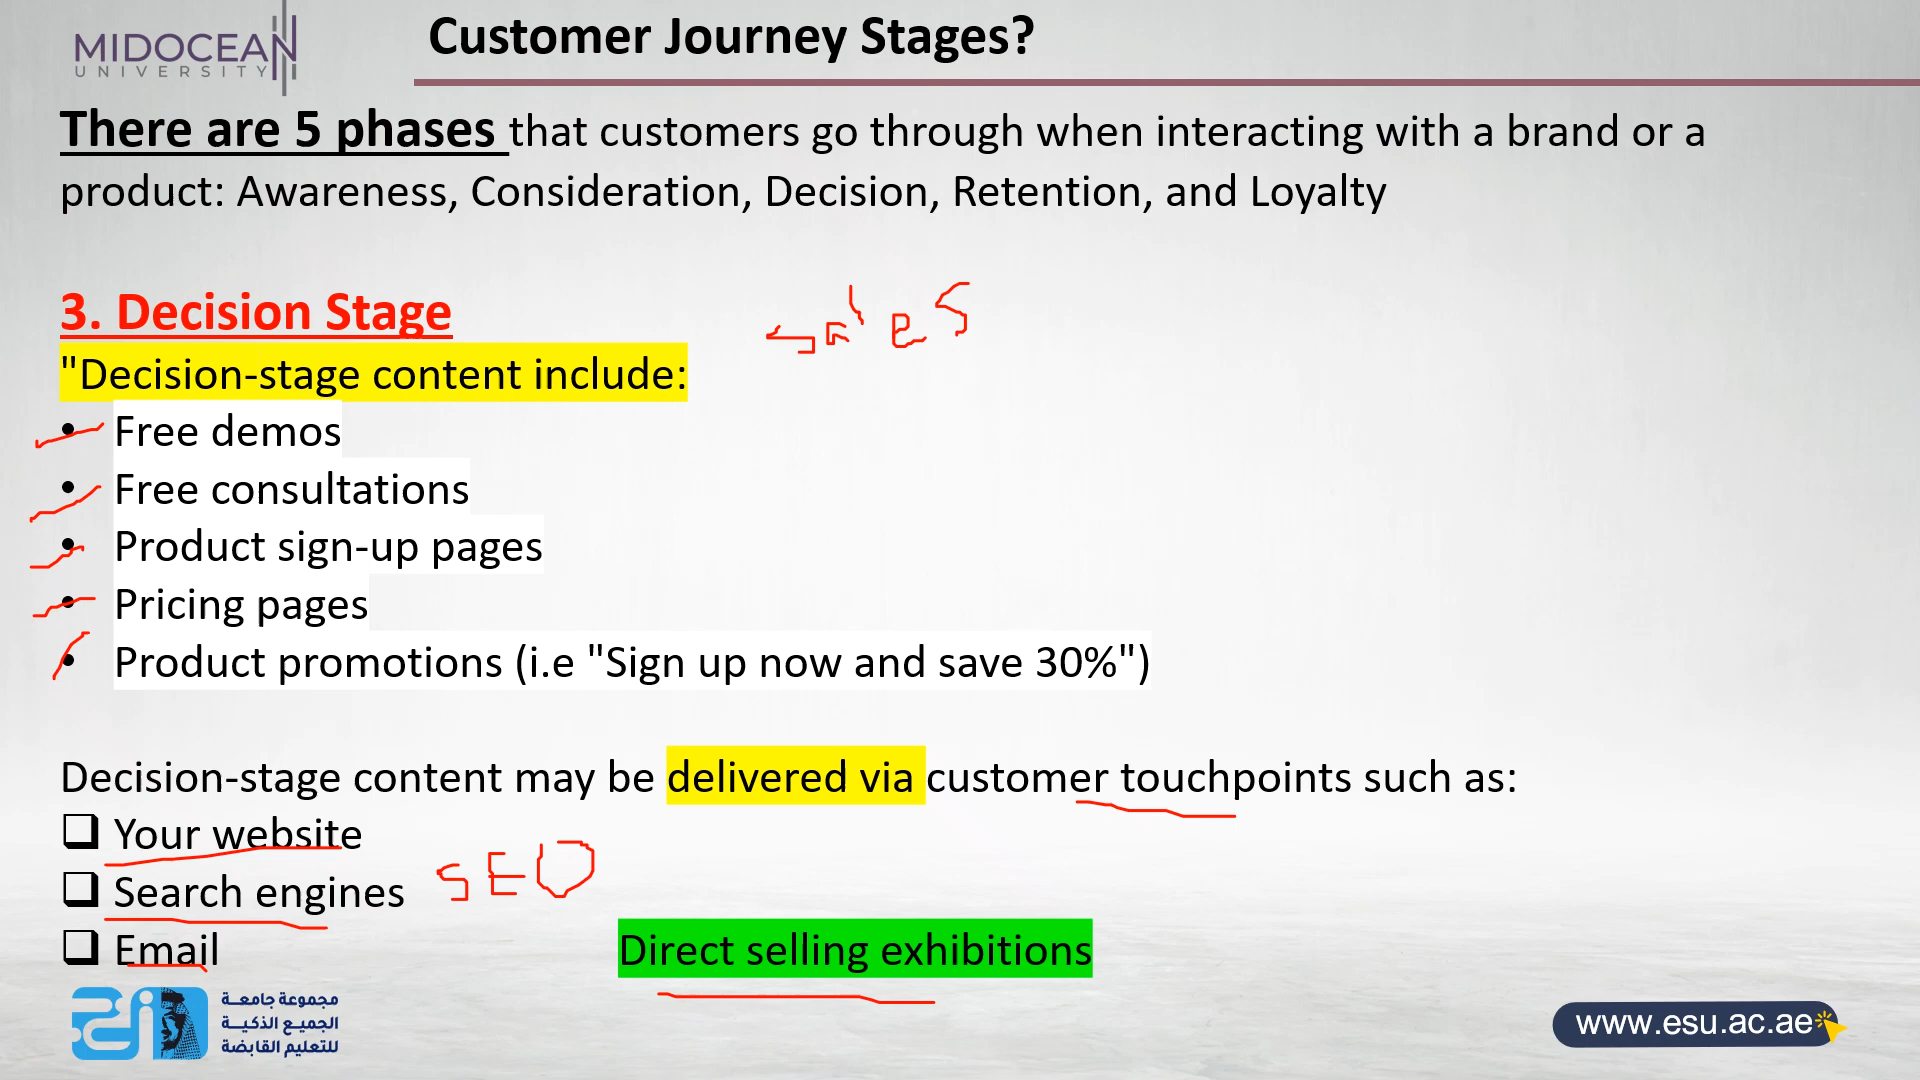 MIDOCEAN
UNIVERSITY
Customer Journey Stages?
There are 5 phases that customers go through when interacting with a brand or a
product: Awareness, Consideration, Decision, Retention, and Loyalty
3. Decision Stage
sales
"Decision-stage content include:
• Free demos
• Free consultations
• Product sign-up pages
• Pricing pages
• Product promotions (i.e "Sign up now and save 30%")
Decision-stage content may be delivered via customer touchpoints such as:
❑ Your website
❑ Search engines SEO
❑ Email Direct selling exhibitions
مجموعة جامعة
الجميع الذكية
للتعليم القابضة
www.esu.ac.ae